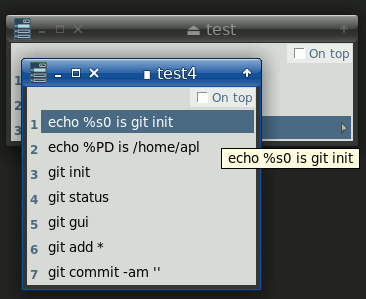 test
On top
1
2
3
test4
On top
1 echo %s0 is git init
2 echo %PD is /home/apl
3 git init
4 git status
5 git gui
6 git add *
7 git commit -am ''
echo %s0 is git init